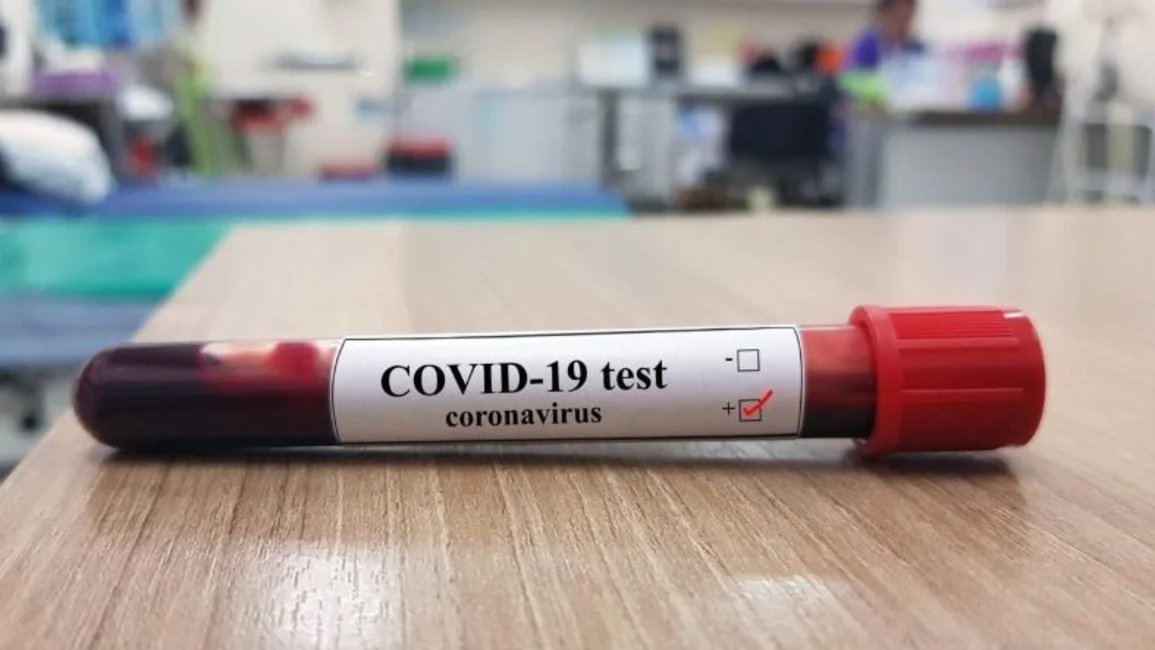 COVID-19 test
coronavirus
-☐
+☑